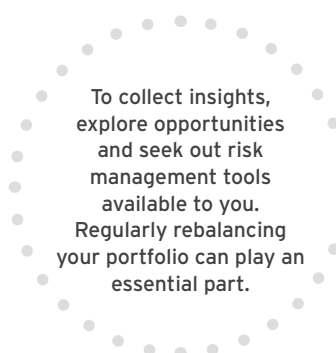 To collect insights,
explore opportunities
and seek out risk
management tools
available to you.
Regularly rebalancing
your portfolio can play an
essential part.